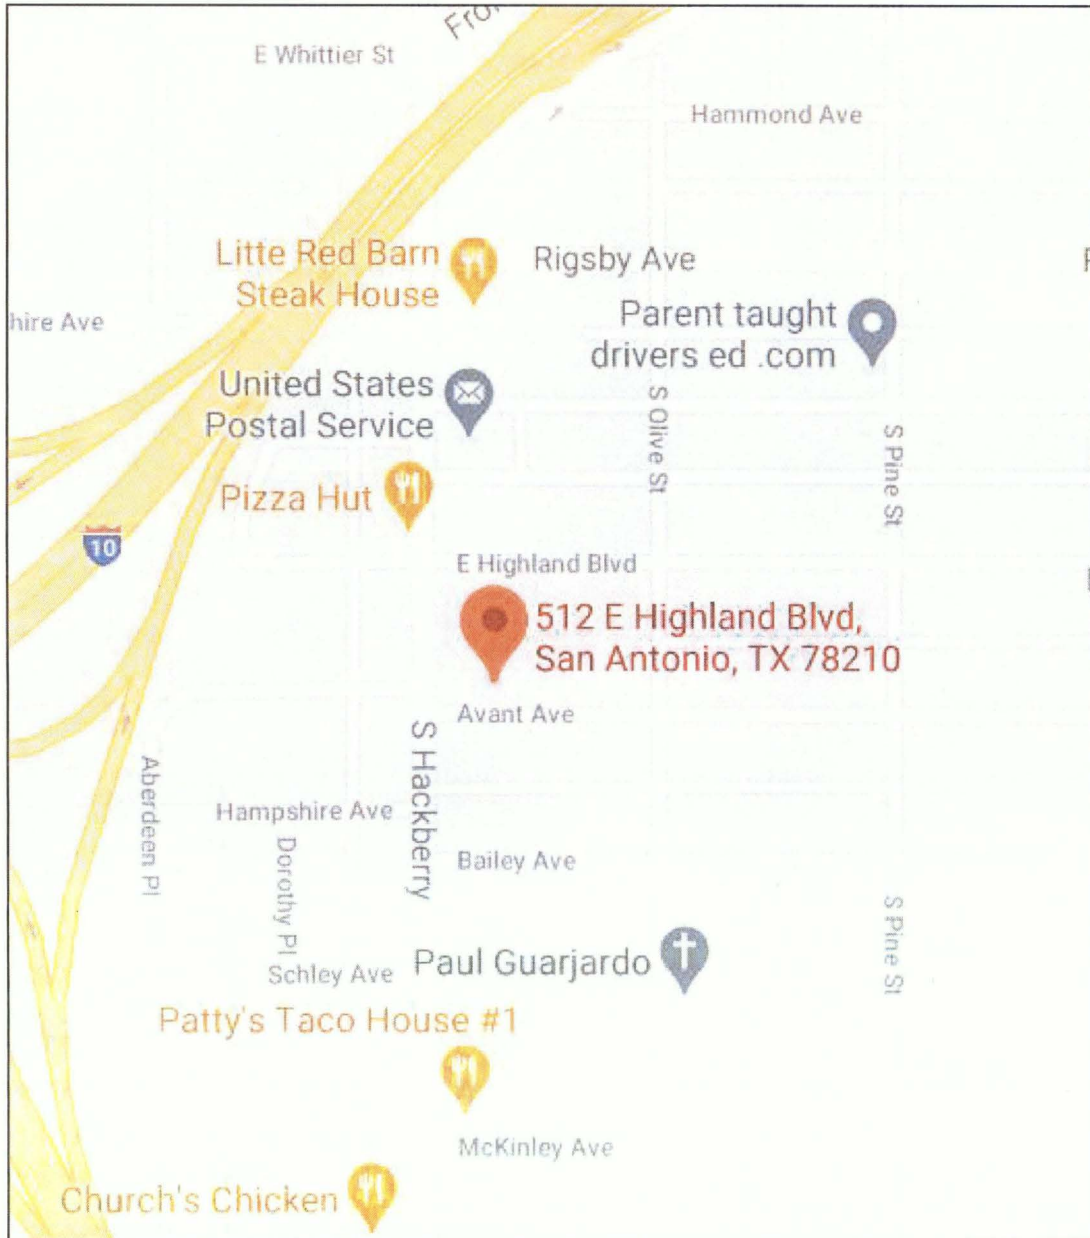 Fro
E Whittier St
Hammond Ave
Litte Red Barn
Steak House
Rigsby Ave
hire Ave
Parent taught
drivers ed .com
United States
Postal Service
S Olive St
S Pine St
Pizza Hut
10
E Highland Blvd
512 E Highland Blvd,
San Antonio, TX 78210
Avant Ave
S Hackberry
Aberdeen Pl
Hampshire Ave
Dorothy Pl
Bailey Ave
S Pine St
Paul Guarjardo
Schley Ave
Patty's Taco House #1
McKinley Ave
Church's Chicken